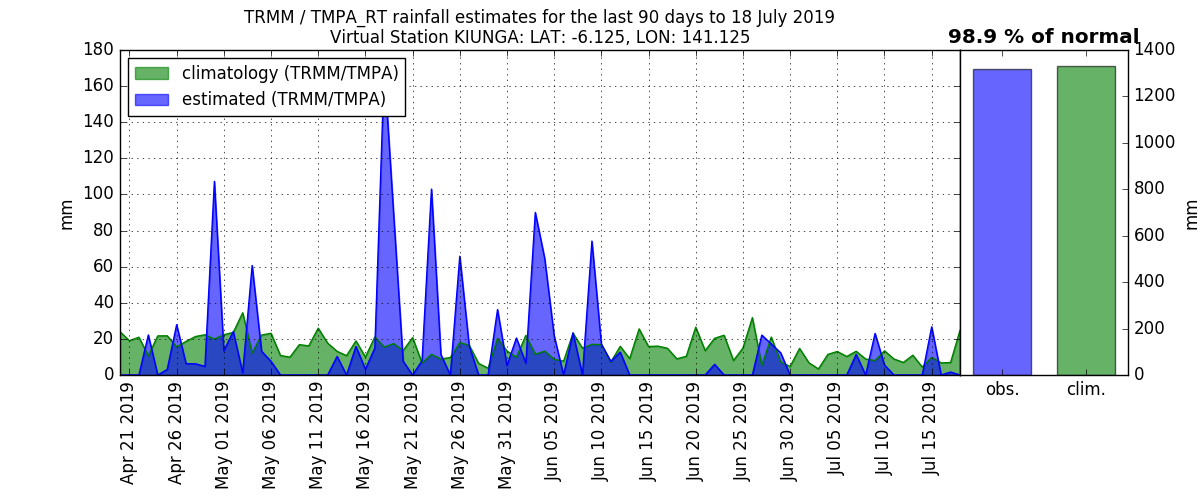 TRMM / TMPA_RT rainfall estimates for the last 90 days to 18 July 2019
Virtual Station KIUNGA: LAT: -6.125, LON: 141.125
98.9 % of normal
climatology (TRMM/TMPA)
estimated (TRMM/TMPA)
mm
180
160
140
120
100
80
60
40
20
0
Apr 21 2019
Apr 26 2019
May 01 2019
May 06 2019
May 11 2019
May 16 2019
May 21 2019
May 26 2019
May 31 2019
Jun 05 2019
Jun 10 2019
Jun 15 2019
Jun 20 2019
Jun 25 2019
Jun 30 2019
Jul 05 2019
Jul 10 2019
Jul 15 2019
obs.
clim.
1400
1200
1000
800
600
400
200
0
mm